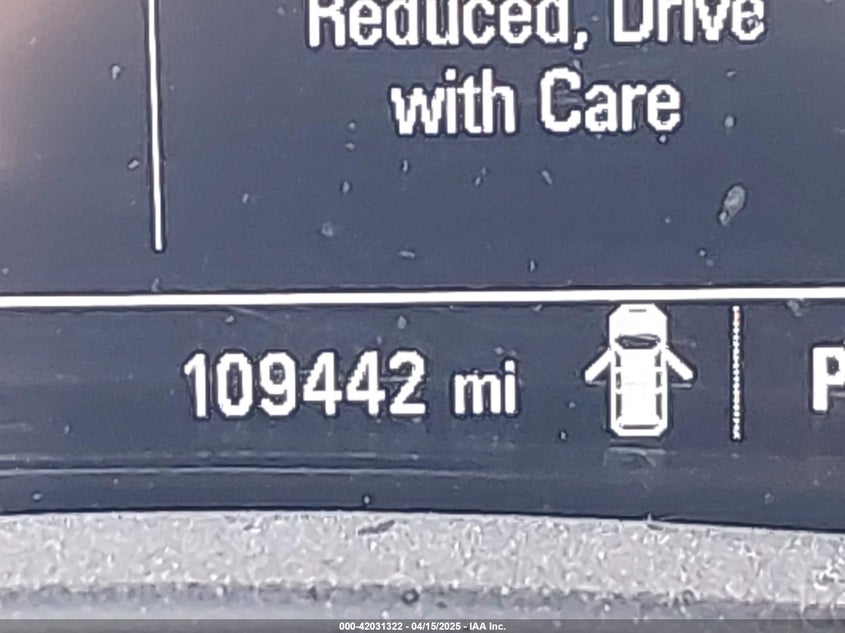 Reduced, Drive
with Care
109442 mi
P
000-42031322 - 04/15/2025 - IAA Inc.